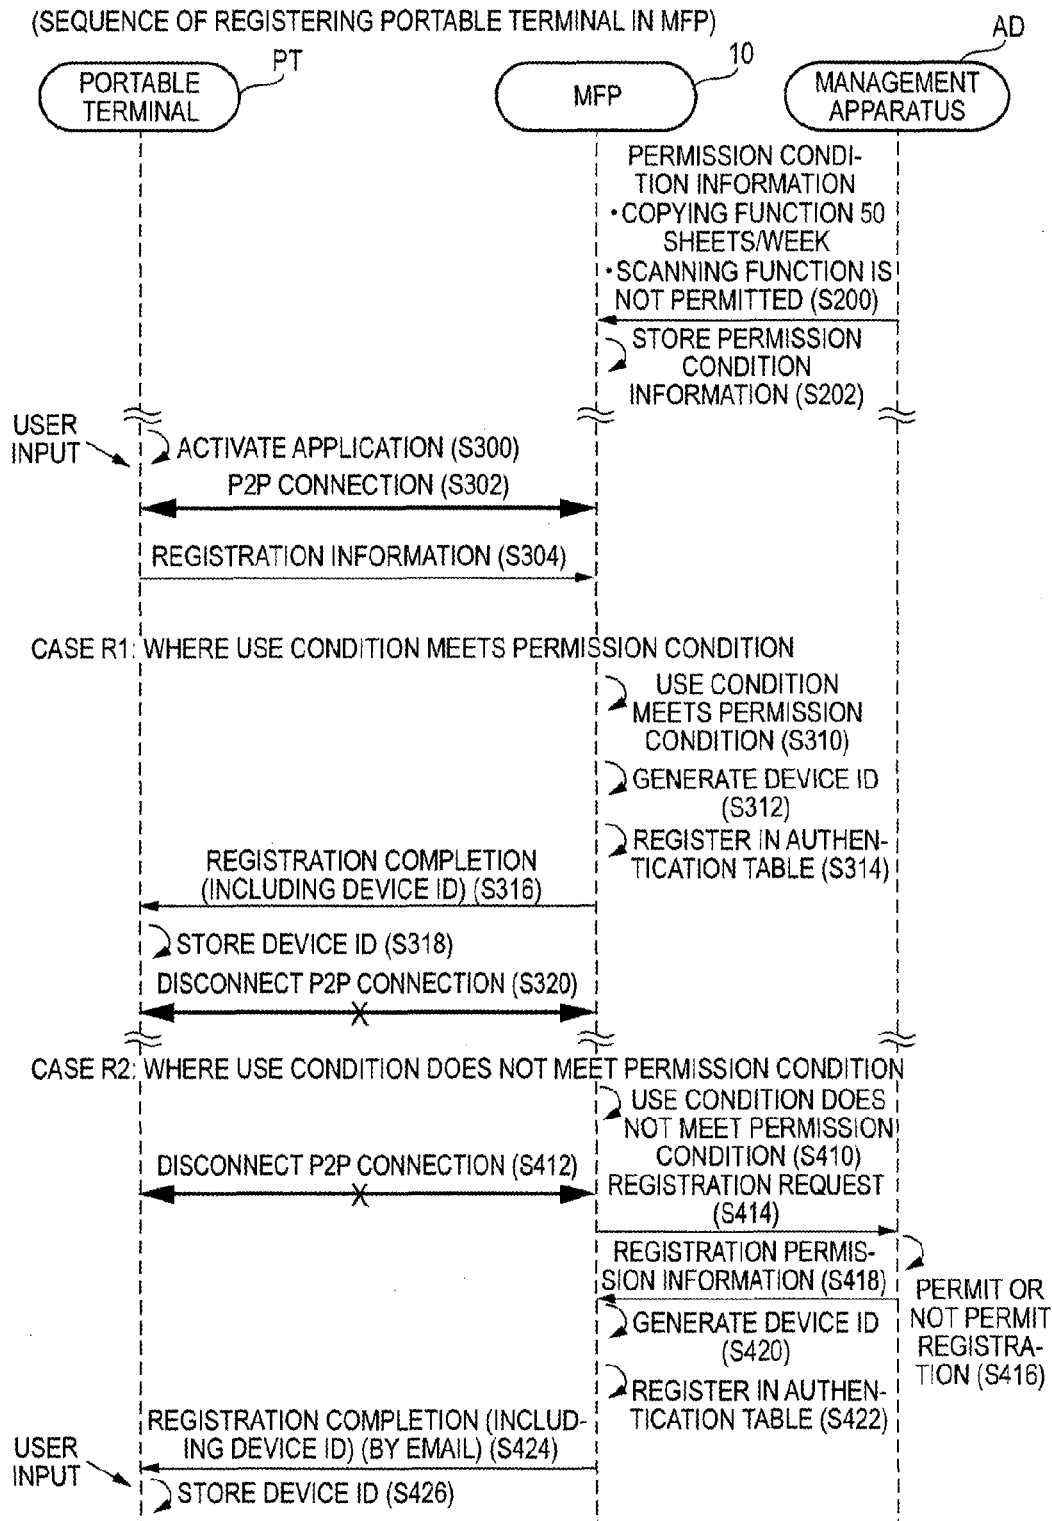 (SEQUENCE OF REGISTERING PORTABLE TERMINAL IN MFP)
PT
10
AD
PORTABLE
TERMINAL
MFP
MANAGEMENT
APPARATUS
PERMISSION CONDI-
TION INFORMATION
•COPYING FUNCTION 50
SHEETS/WEEK
•SCANNING FUNCTION IS
NOT PERMITTED (S200)
STORE PERMISSION
CONDITION
INFORMATION (S202)
USER
INPUT
ACTIVATE APPLICATION (S300)
P2P CONNECTION (S302)
REGISTRATION INFORMATION (S304)
CASE R1: WHERE USE CONDITION MEETS PERMISSION CONDITION
USE CONDITION
MEETS PERMISSION
CONDITION (S310)
GENERATE DEVICE ID
(S312)
REGISTER IN AUTHEN-
TICATION TABLE (S314)
REGISTRATION COMPLETION
(INCLUDING DEVICE ID) (S316)
STORE DEVICE ID (S318)
DISCONNECT P2P CONNECTION (S320)
X
CASE R2: WHERE USE CONDITION DOES NOT MEET PERMISSION CONDITION
USE CONDITION DOES
NOT MEET PERMISSION
CONDITION (S410)
DISCONNECT P2P CONNECTION (S412)
X
REGISTRATION REQUEST
(S414)
REGISTRATION PERMIS-
SION INFORMATION (S418)
PERMIT OR
NOT PERMIT
REGISTRA-
TION (S416)
GENERATE DEVICE ID
(S420)
REGISTER IN AUTHEN-
TICATION TABLE (S422)
REGISTRATION COMPLETION (INCLUD-
ING DEVICE ID) (BY EMAIL) (S424)
USER
INPUT
STORE DEVICE ID (S426)